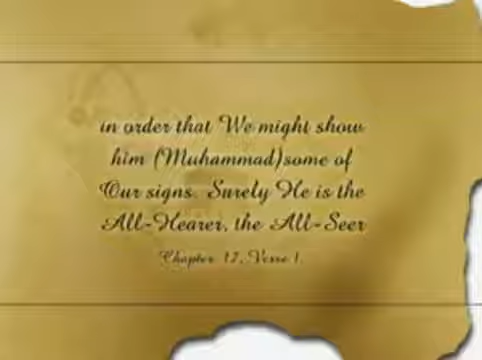 in order that We might show
him (Muhammad)some of
Our signs. Surely He is the
All-Hearer, the All-Seer
Chapter 17, Verse 1.